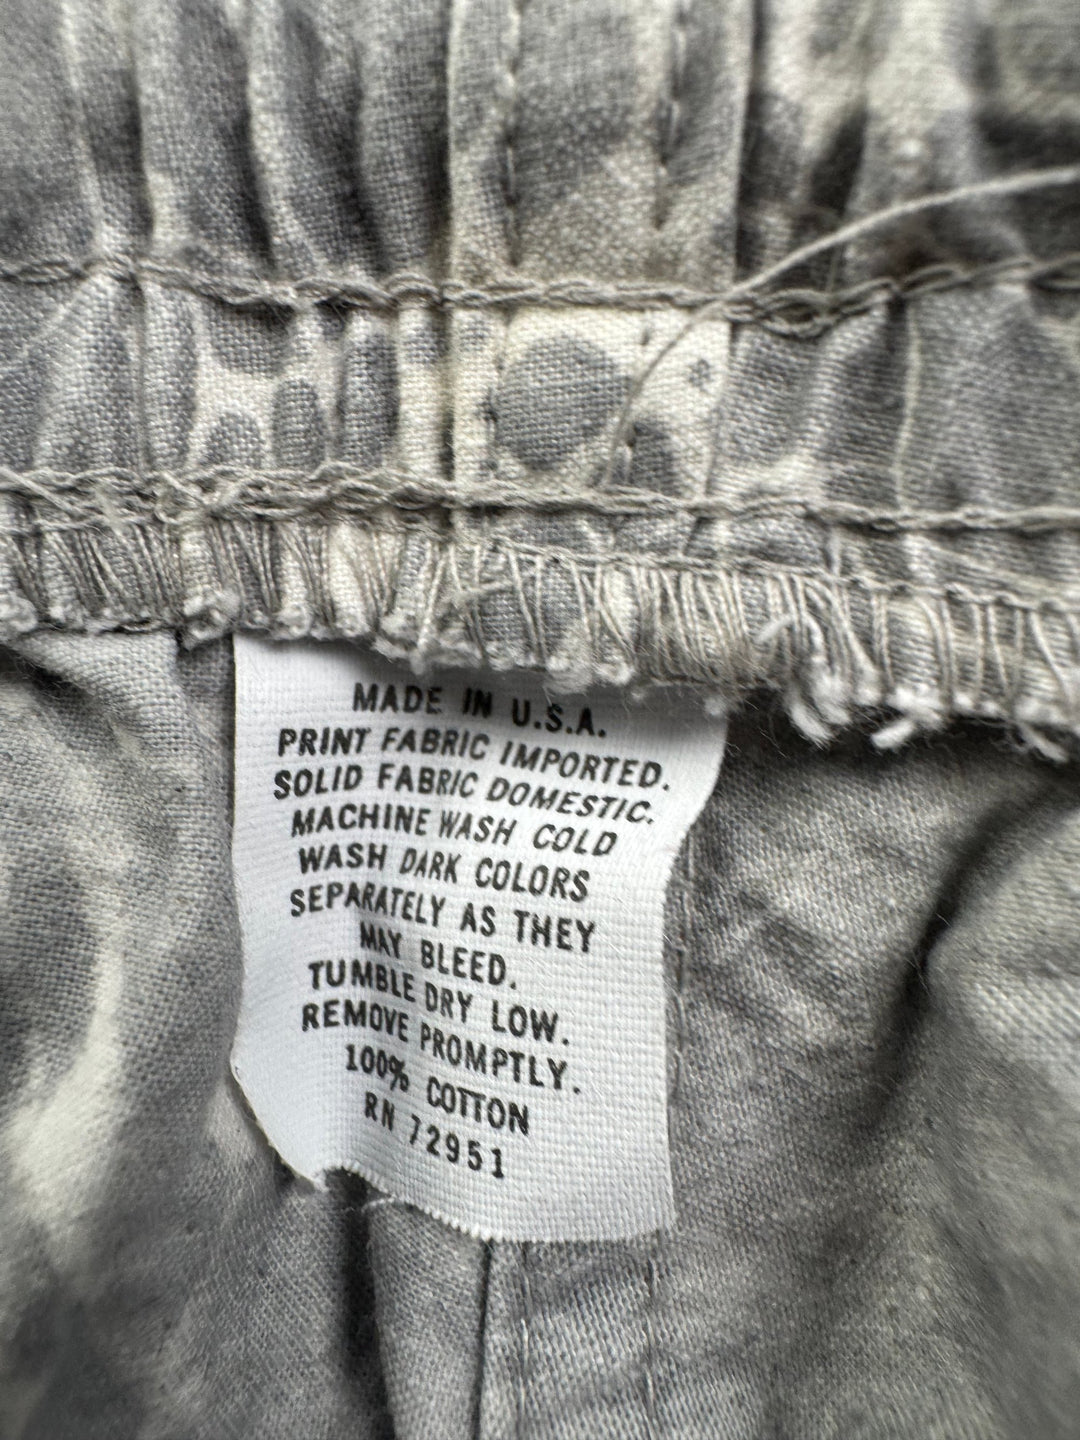 MADE IN U.S.A.
PRINT FABRIC IMPORTED.
SOLID FABRIC DOMESTIC.
MACHINE WASH COLD
WASH DARK COLORS
SEPARATELY AS THEY
MAY BLEED.
TUMBLE DRY LOW.
REMOVE PROMPTLY.
100% COTTON
RN 72951